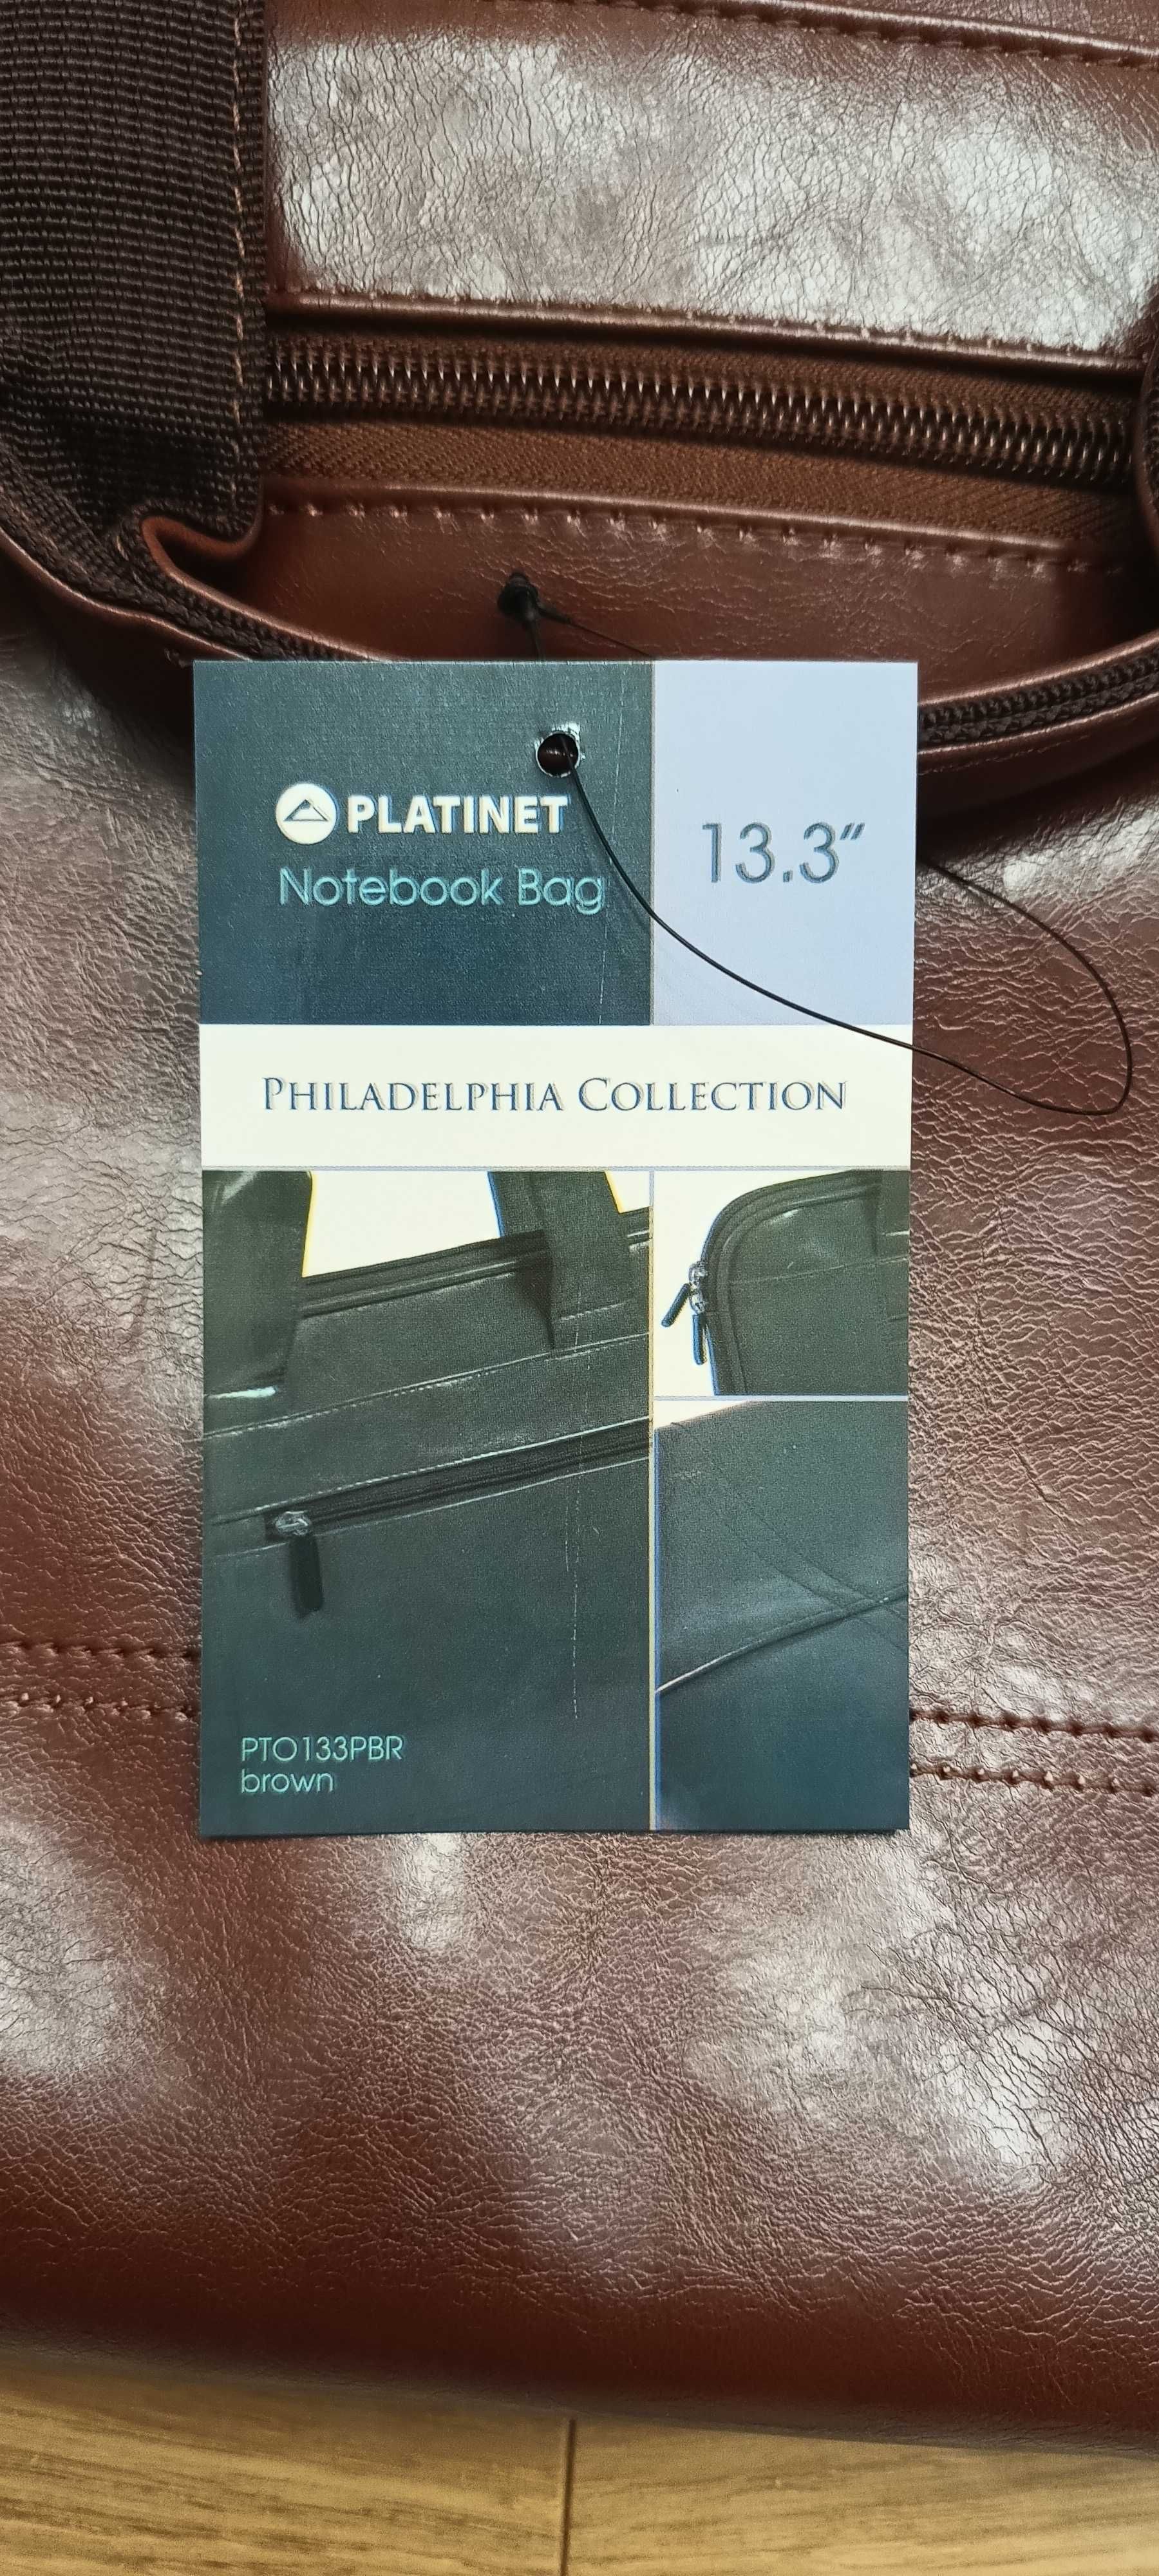 PLATINET
Notebook Bag
13.3"
PHILADELPHIA COLLECTION
PTO133PBR
brown